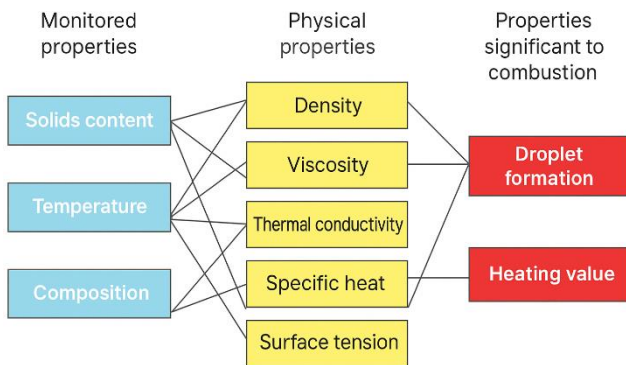 Monitored
properties
Physical
properties
Properties
significant to
combustion
Solids content
Temperature
Composition
Density
Viscosity
Thermal conductivity
Specific heat
Surface tension
Droplet
formation
Heating value